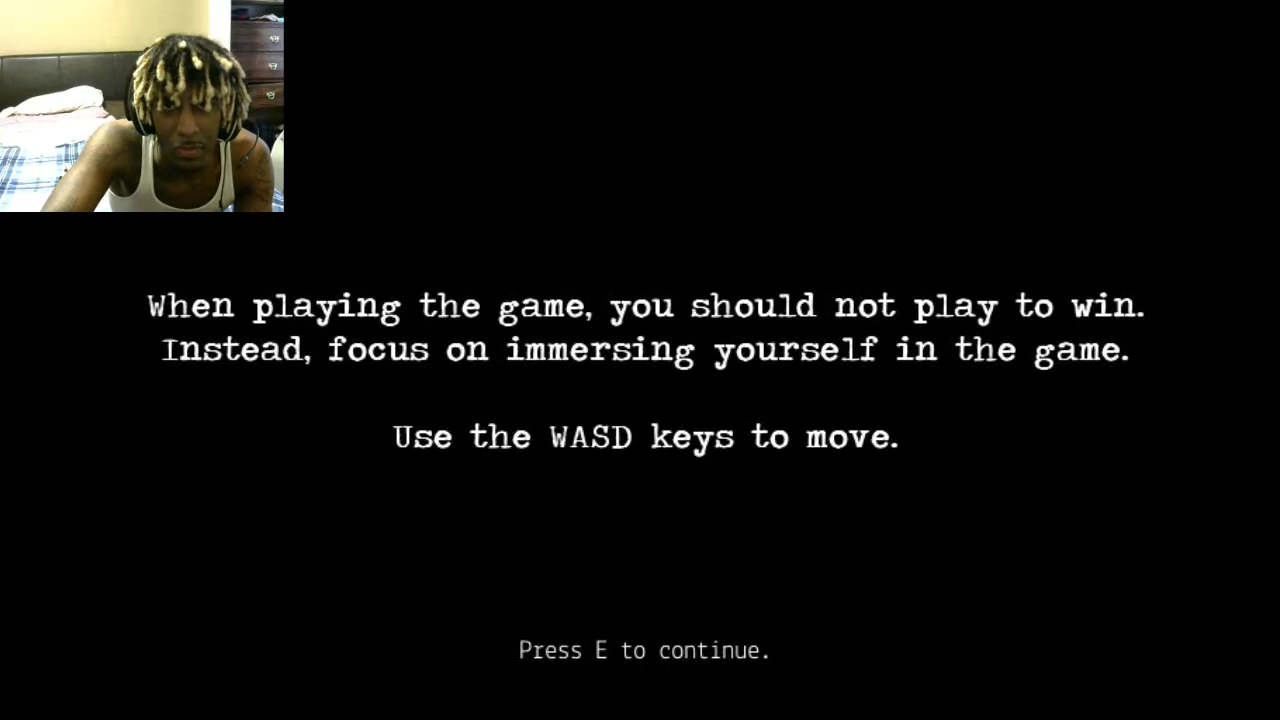 When playing the game, you should not play to win.
Instead, focus on immersing yourself in the game.
Use the WASD keys to move.
Press E to continue.